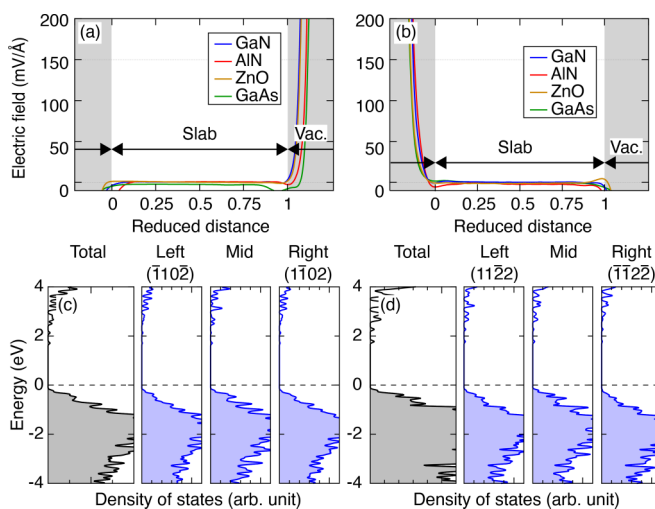 (a)
(b)
200
150
100
50
0
Electric field (mV/Å)
GaN
AlN
ZnO
GaAs
Slab
Vac.
0 0.25 0.5 0.75 1
Reduced distance
200
150
100
50
0
GaN
AlN
ZnO
GaAs
Slab
Vac.
0 0.25 0.5 0.75 1
Reduced distance
Total Left Mid Right
(1̅102̅) (11̅02)
(c)
4
2
0
-2
-4
Energy (eV)
Density of states (arb. unit)
Total Left Mid Right
(112̅2) (1̅1̅22̅)
(d)
4
2
0
-2
-4
Energy (eV)
Density of states (arb. unit)